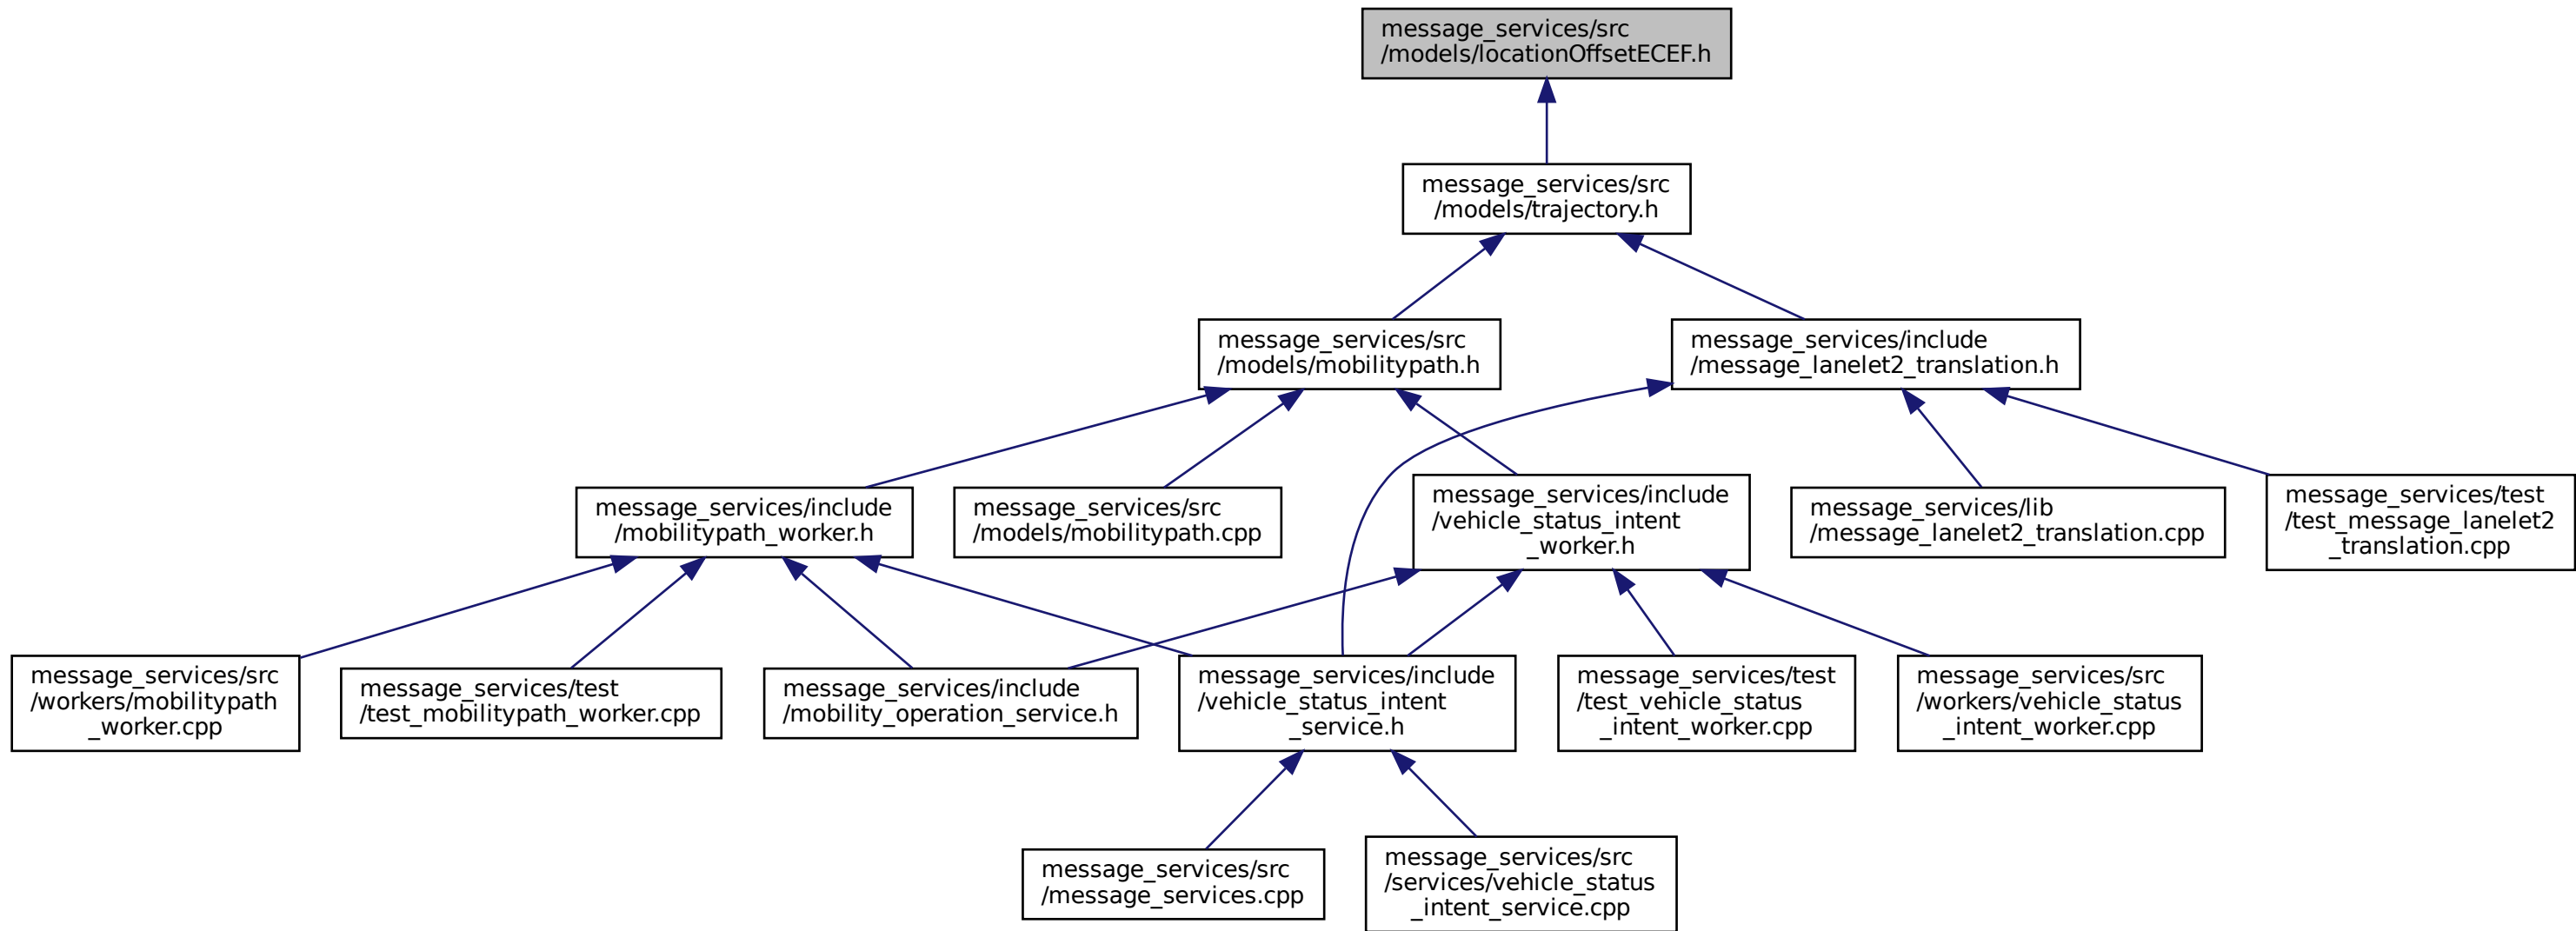 message_services/src
/models/locationOffsetECEF.h
message_services/src
/models/trajectory.h
message_services/src
/models/mobilitypath.h
message_services/include
/message_lanelet2_translation.h
message_services/include
/mobilitypath_worker.h
message_services/src
/models/mobilitypath.cpp
message_services/include
/vehicle_status_intent
_worker.h
message_services/lib
/message_lanelet2_translation.cpp
message_services/test
/test_message_lanelet2
_translation.cpp
message_services/src
/workers/mobilitypath
_worker.cpp
message_services/test
/test_mobilitypath_worker.cpp
message_services/include
/mobility_operation_service.h
message_services/include
/vehicle_status_intent
_service.h
message_services/test
/test_vehicle_status
_intent_worker.cpp
message_services/src
/workers/vehicle_status
_intent_worker.cpp
message_services/src
/message_services.cpp
message_services/src
/services/vehicle_status
_intent_service.cpp